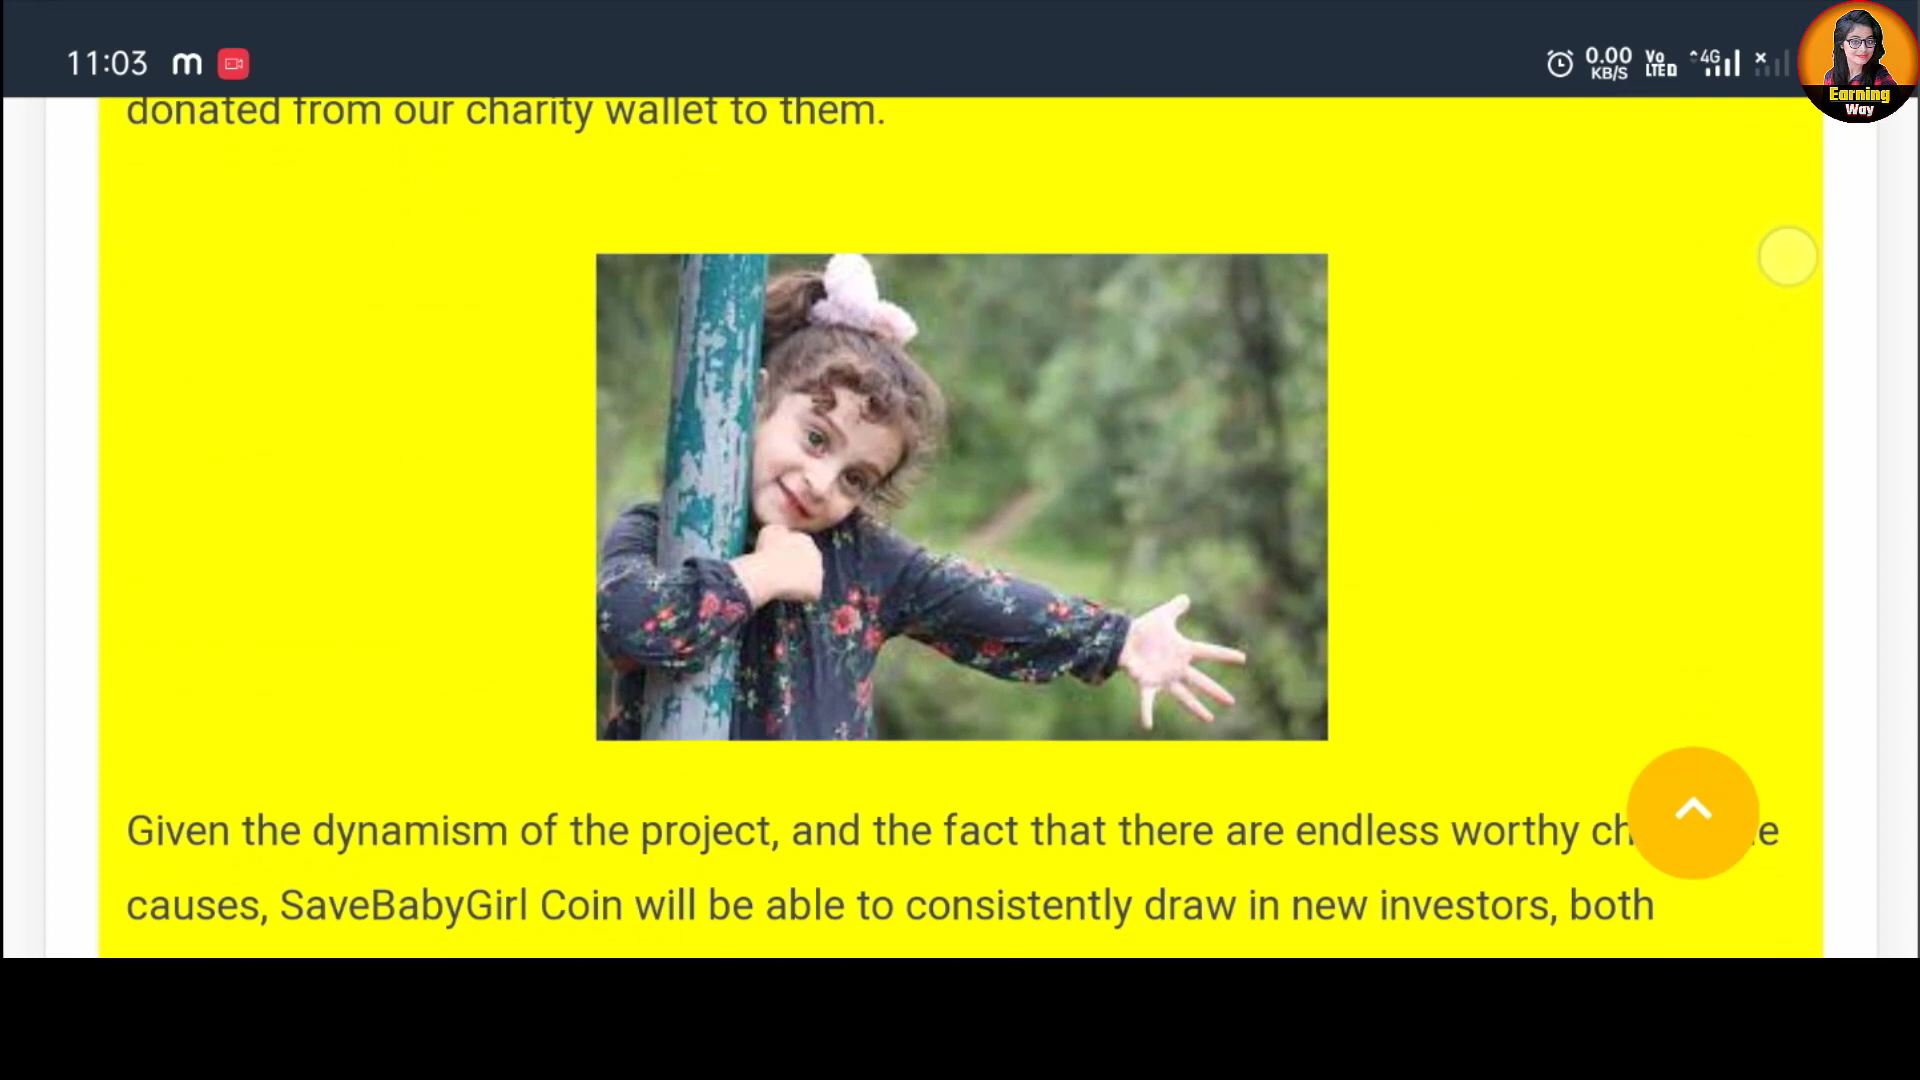 11:03 m 0.00 KB/S Vo LTE 4G
Earning
Way
donated from our charity wallet to them.
Given the dynamism of the project, and the fact that there are endless worthy
causes, SaveBabyGirl Coin will be able to consistently draw in new investors, both